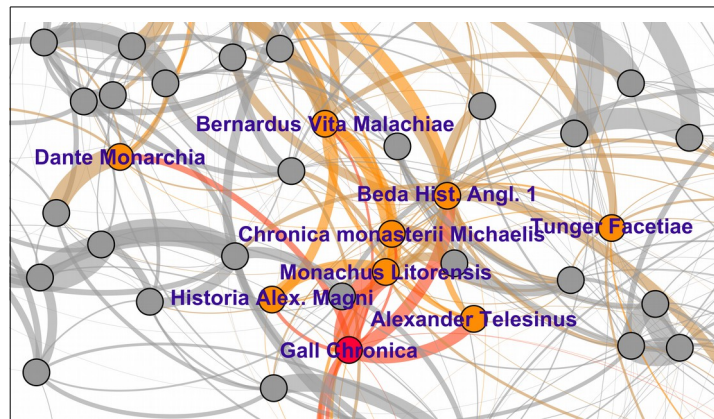 Bernardus Vita Malachiae
Dante Monarchia
Beda Hist. Angl. 1
Tunger Facetiae
Chronica monasterii Michaelis
Monachus Litorensis
Historia Alex. Magni
Alexander Telesinus
Gall Chronica